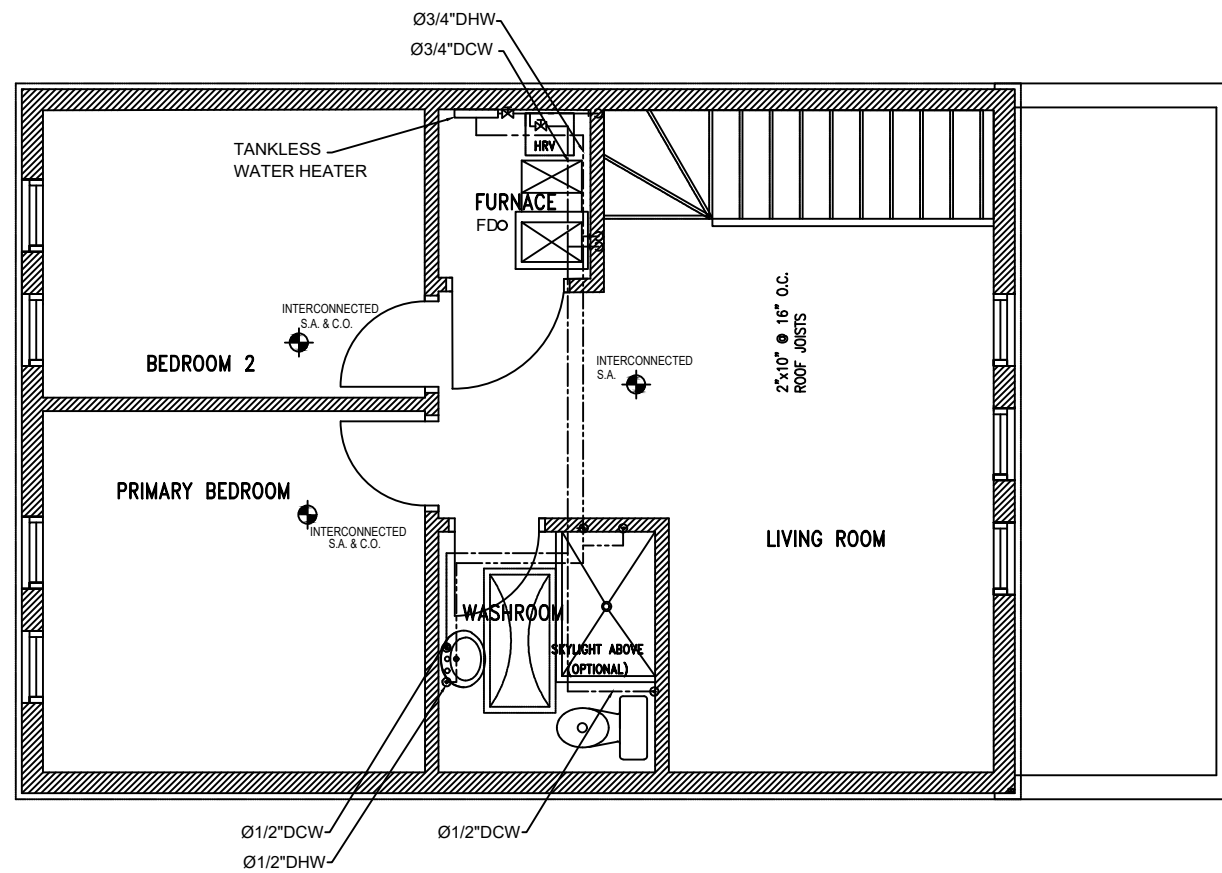 Ø3/4"DHW
Ø3/4"DCW
TANKLESS
WATER HEATER
HRV
FURNACE
FD
INTERCONNECTED
S.A. & C.O.
BEDROOM 2
INTERCONNECTED
S.A.
2"x10" @ 16" O.C.
ROOF JOISTS
PRIMARY BEDROOM
INTERCONNECTED
S.A. & C.O.
LIVING ROOM
WASHROOM
SKYLIGHT ABOVE
(OPTIONAL)
Ø1/2"DCW
Ø1/2"DHW
Ø1/2"DCW